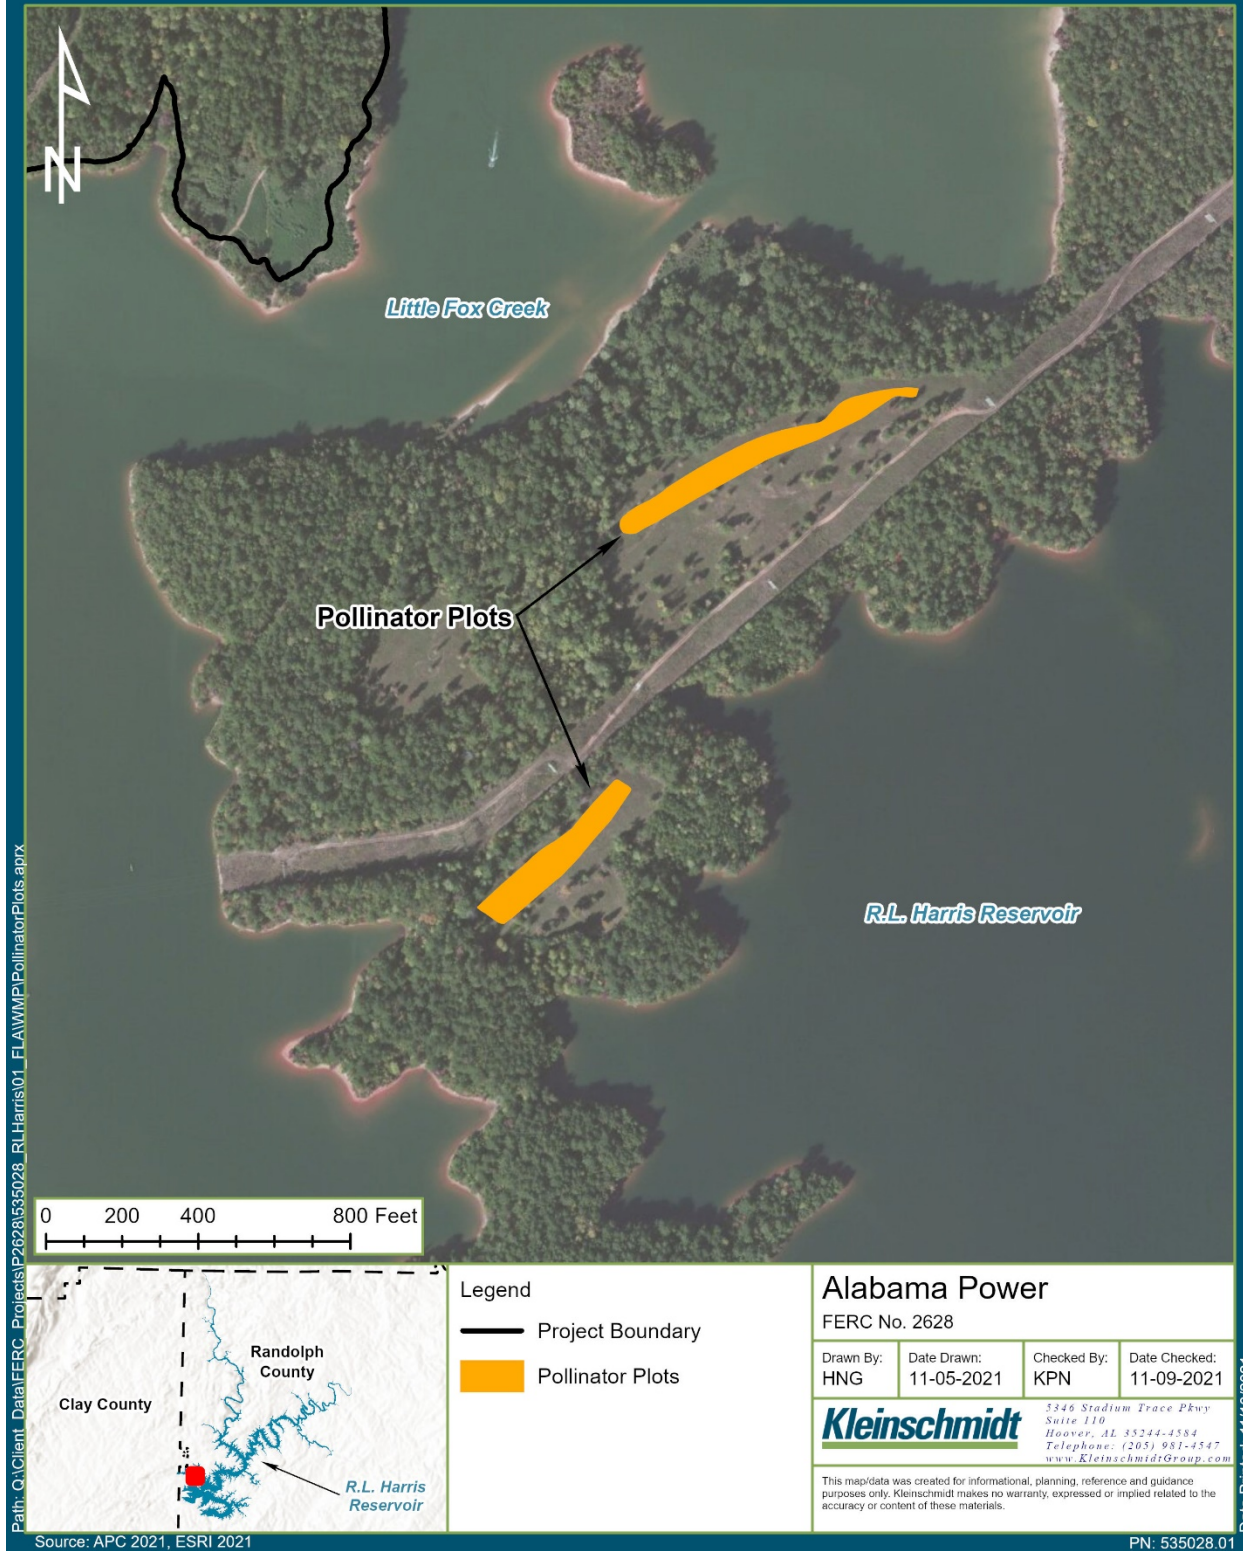 N
Little Fox Creek
Pollinator Plots
R.L. Harris Reservoir
0 200 400 800 Feet
Randolph
County
Clay County
R.L. Harris
Reservoir
Legend
Project Boundary
Pollinator Plots
Alabama Power
FERC No. 2628
Drawn By:
HNG
Date Drawn:
11-05-2021
Checked By:
KPN
Date Checked:
11-09-2021
Kleinschmidt
5346 Stadium Trace Pkwy
Suite 110
Hoover, AL 35244-4584
Telephone: (205) 981-4547
www.KleinschmidtGroup.com
This map/data was created for informational, planning, reference and guidance
purposes only. Kleinschmidt makes no warranty, expressed or implied related to the
accuracy or content of these materials.
Path: Q:\Client_Data\FERC_Projects\P2628\535028_RLHarris\01_FLA\WMP\PollinatorPlots.aprx
Source: APC 2021, ESRI 2021
PN: 535028.01